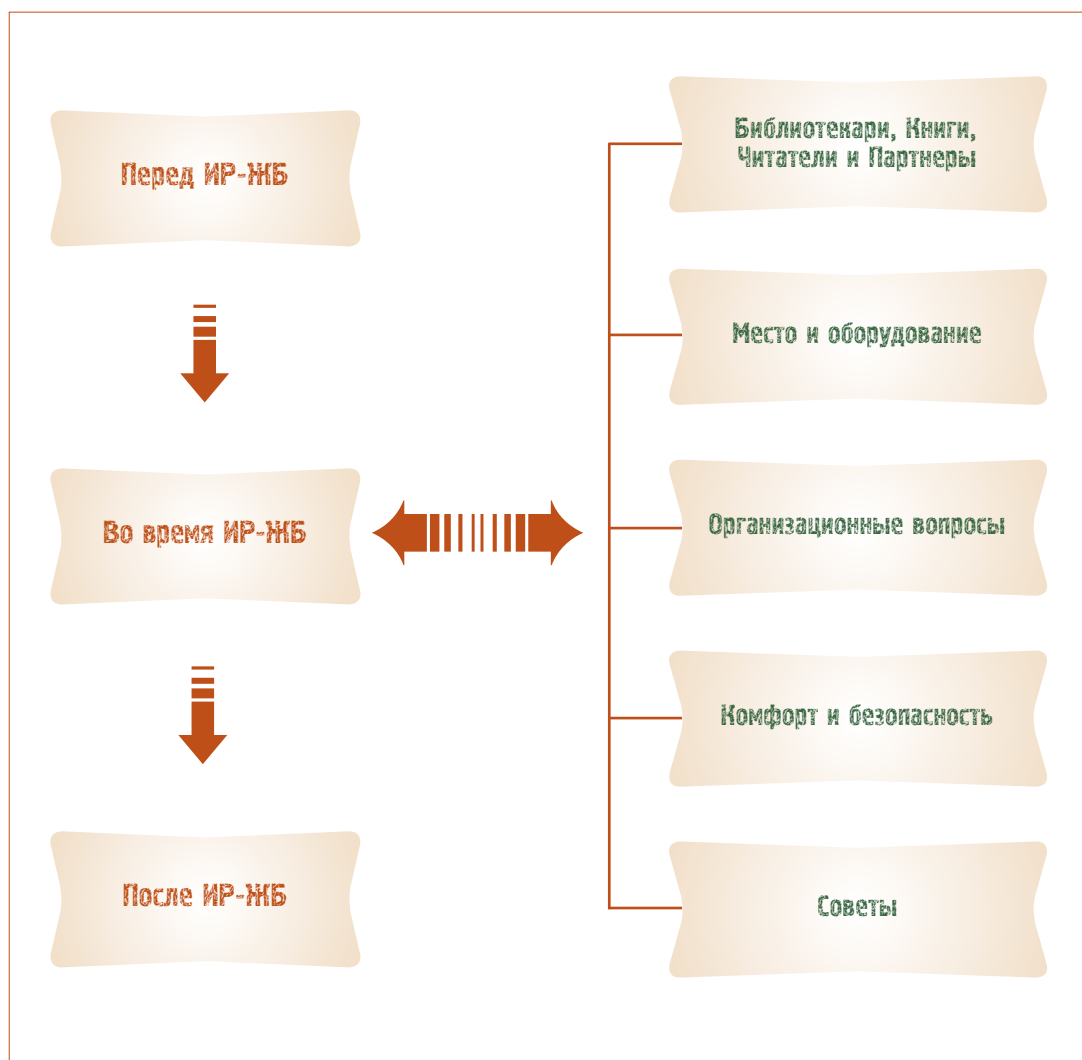 Перед ИР-ЖБ
Во время ИР-ЖБ
После ИР-ЖБ
Библиотекари, Книги,
Читатели и Партнеры
Место и оборудование
Организационные вопросы
Комфорт и безопасность
Советы